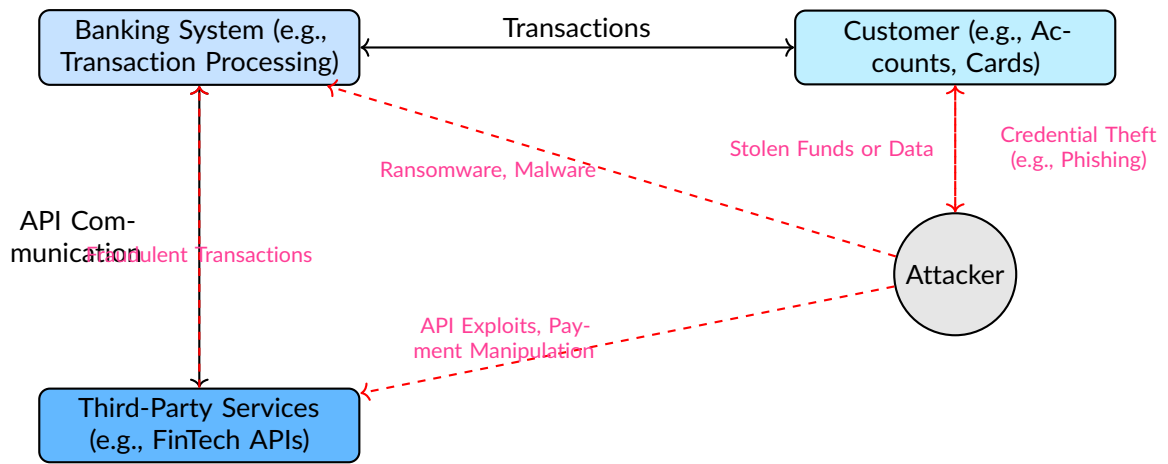 Banking System (e.g.,
Transaction Processing)
Transactions
Customer (e.g., Ac-
counts, Cards)
Ransomware, Malware
Stolen Funds or Data
Credential Theft
(e.g., Phishing)
API Com-
munication
Fraudulent Transactions
Attacker
API Exploits, Pay-
ment Manipulation
Third-Party Services
(e.g., FinTech APIs)